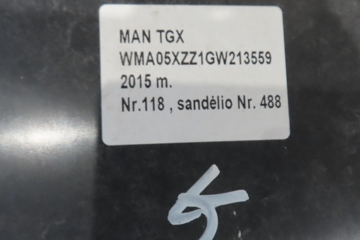 MAN TGX
WMA05XZZ1GW213559
2015 m.
Nr.118 , sandėlio Nr. 488